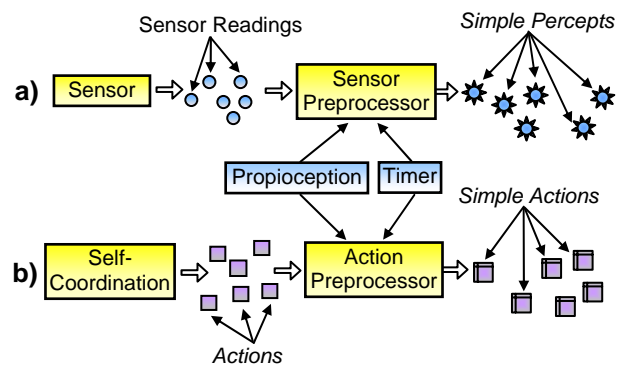 Sensor Readings
Simple Percepts
a)
Sensor
Sensor
Preprocessor
Propioception
Timer
Simple Actions
b)
Self-
Coordination
Action
Preprocessor
Actions